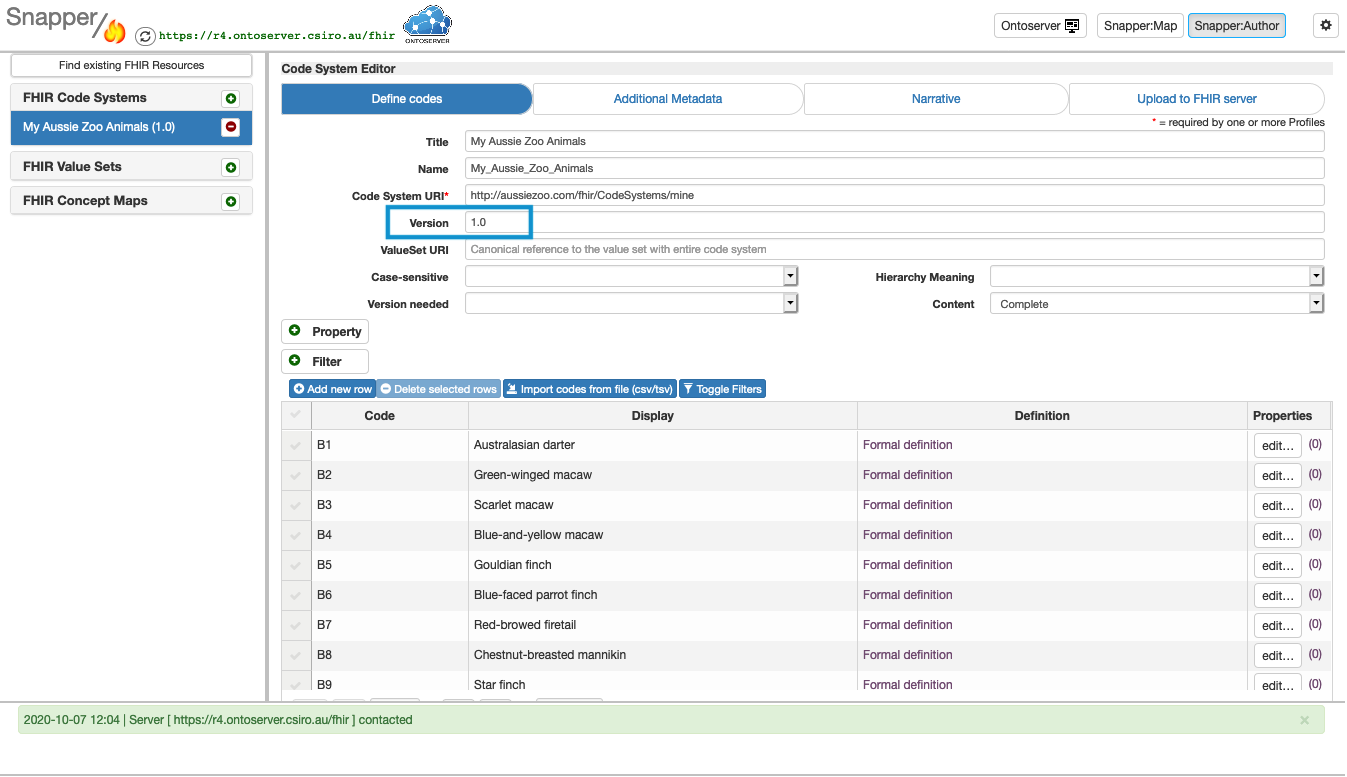 Snapper/
https://r4.ontoserver.csiro.au/fhir
ONTOSERVER
Ontoserver
Snapper:Map
Snapper:Author
Find existing FHIR Resources
FHIR Code Systems
My Aussie Zoo Animals (1.0)
FHIR Value Sets
FHIR Concept Maps
Code System Editor
Define codes
Additional Metadata
Narrative
Upload to FHIR server
* = required by one or more Profiles
Title My Aussie Zoo Animals
Name My_Aussie_Zoo_Animals
Code System URI* http://aussiezoo.com/fhir/CodeSystems/mine
Version 1.0
ValueSet URI Canonical reference to the value set with entire code system
Case-sensitive Hierarchy Meaning
Version needed Content Complete
Property
Filter
Add new row Delete selected rows Import codes from file (csv/tsv) Toggle Filters
Code Display Definition Properties
B1 Australasian darter Formal definition edit... (0)
B2 Green-winged macaw Formal definition edit... (0)
B3 Scarlet macaw Formal definition edit... (0)
B4 Blue-and-yellow macaw Formal definition edit... (0)
B5 Gouldian finch Formal definition edit... (0)
B6 Blue-faced parrot finch Formal definition edit... (0)
B7 Red-browed firetail Formal definition edit... (0)
B8 Chestnut-breasted mannikin Formal definition edit... (0)
B9 Star finch Formal definition edit... (0)
2020-10-07 12:04 | Server [ https://r4.ontoserver.csiro.au/fhir ] contacted ×